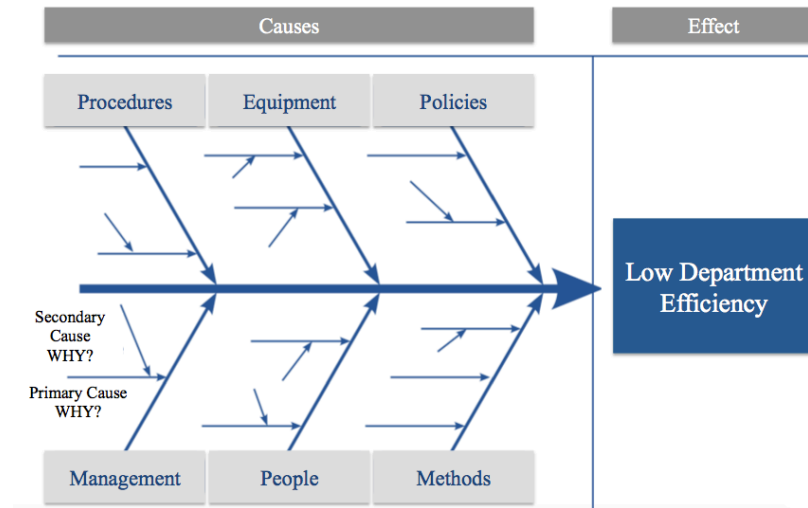 Causes
Effect
Procedures
Equipment
Policies
Low Department
Efficiency
Secondary
Cause
WHY?
Primary Cause
WHY?
Management
People
Methods